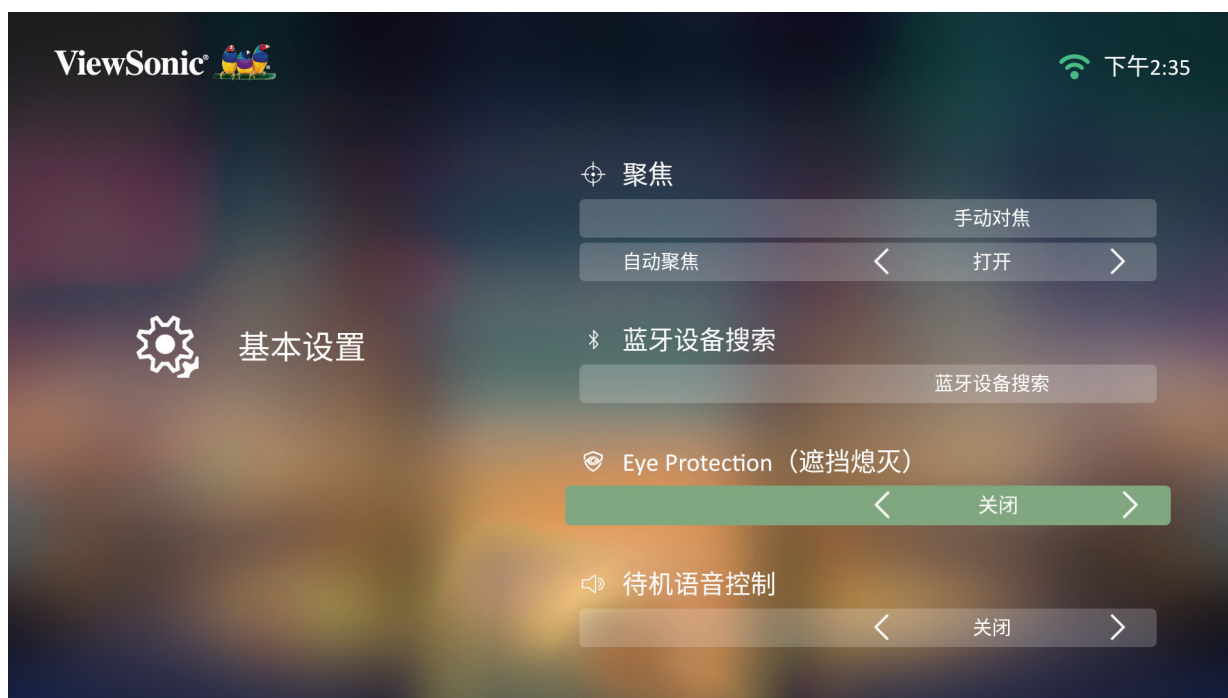 ViewSonic®
下午2:35
聚焦
手动对焦
自动聚焦 打开
基本设置
蓝牙设备搜索
蓝牙设备搜索
Eye Protection（遮挡熄灭）
关闭
待机语音控制
关闭